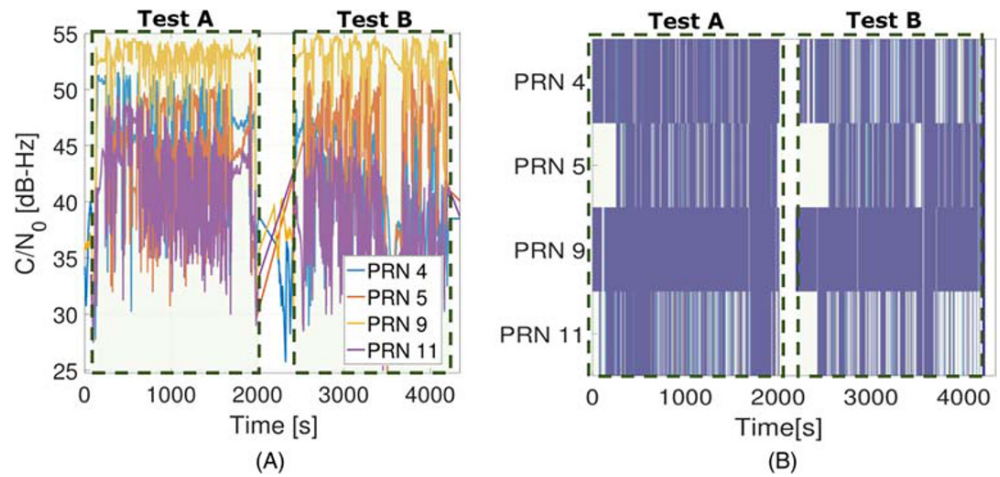 Test A
Test B
55
50
45
40
35
30
25
C/N0 [dB-Hz]
PRN 4
PRN 5
PRN 9
PRN 11
0
1000
2000
3000
4000
Time [s]
(A)
Test A
Test B
PRN 4
PRN 5
PRN 9
PRN 11
0
1000
2000
3000
4000
Time[s]
(B)